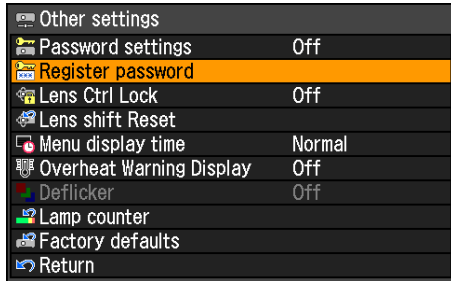 Other settings
Password settings Off
Register password
Lens Ctrl Lock Off
Lens shift Reset
Menu display time Normal
Overheat Warning Display Off
Deflicker Off
Lamp counter
Factory defaults
Return